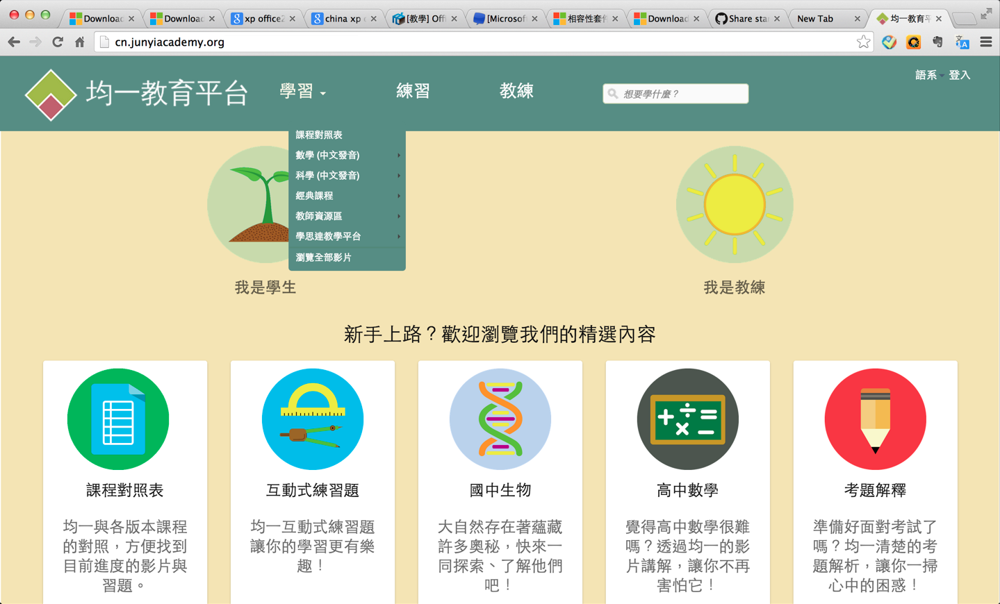 Download
Download
xp office2
china xp o
[教學] Offi
[Microsof
相容性套件
Download
Share sta
New Tab
均一教育平
cn.junyiacademy.org
均一教育平台
學習
練習
教練
想要學什麼？
語系
登入
課程對照表
數學 (中文發音)
科學 (中文發音)
經典課程
教師資源區
學思達教學平台
瀏覽全部影片
我是學生
我是教練
新手上路？歡迎瀏覽我們的精選內容
課程對照表
均一與各版本課程
的對照，方便找到
目前進度的影片與
習題。
互動式練習題
均一互動式練習題
讓你的學習更有樂
趣！
國中生物
大自然存在著蘊藏
許多奧秘，快來一
同探索、了解他們
吧！
高中數學
覺得高中數學很難
嗎？透過均一的影
片講解，讓你不再
害怕它！
考題解釋
準備好面對考試了
嗎？均一清楚的考
題解析，讓你一掃
心中的困惑！